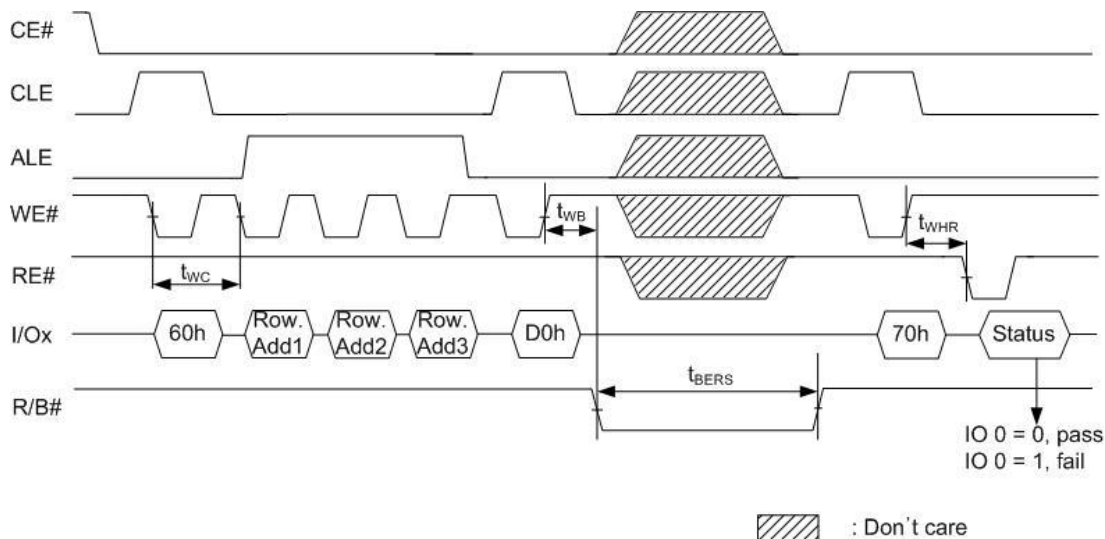 CE#
CLE
ALE
WE#
tWB
tWHR
tWC
RE#
I/Ox
60h
Row.
Add1
Row.
Add2
Row.
Add3
D0h
70h
Status
tBERS
R/B#
IO 0 = 0, pass
IO 0 = 1, fail
: Don´t care